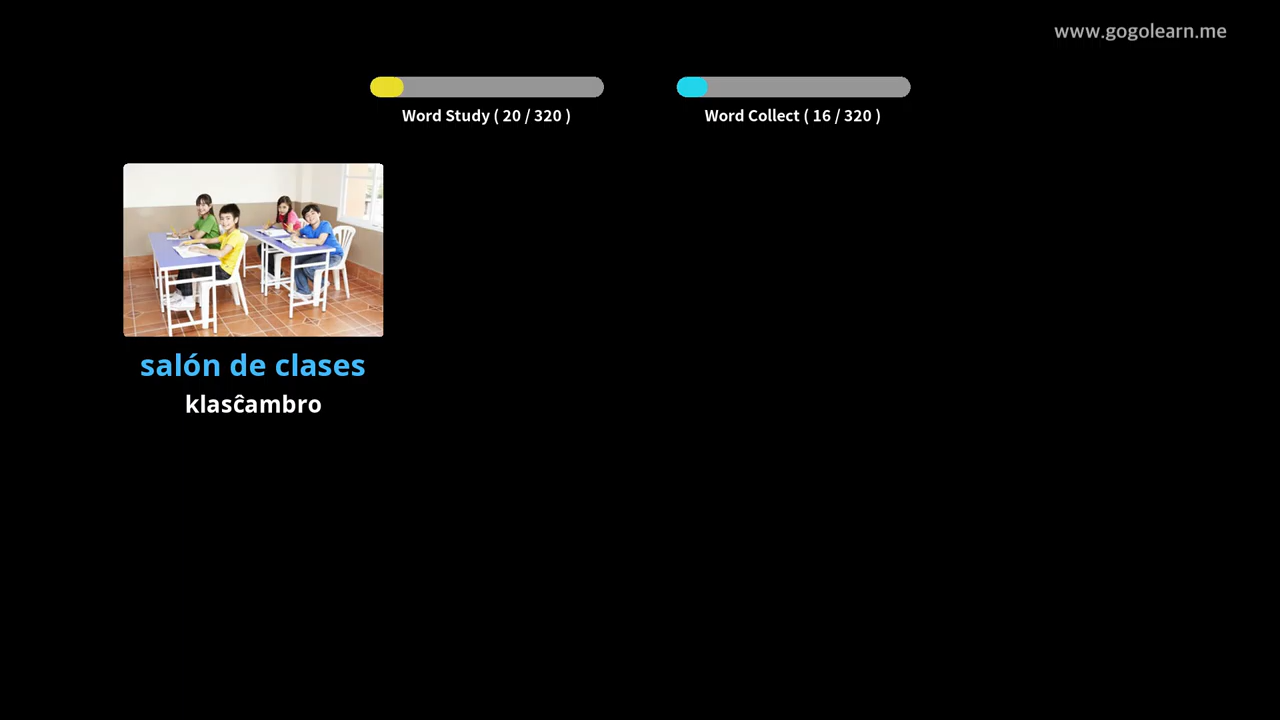 www.gogolearn.me
Word Study ( 20 / 320 )
Word Collect ( 16 / 320 )
salón de clases
klasĉambro